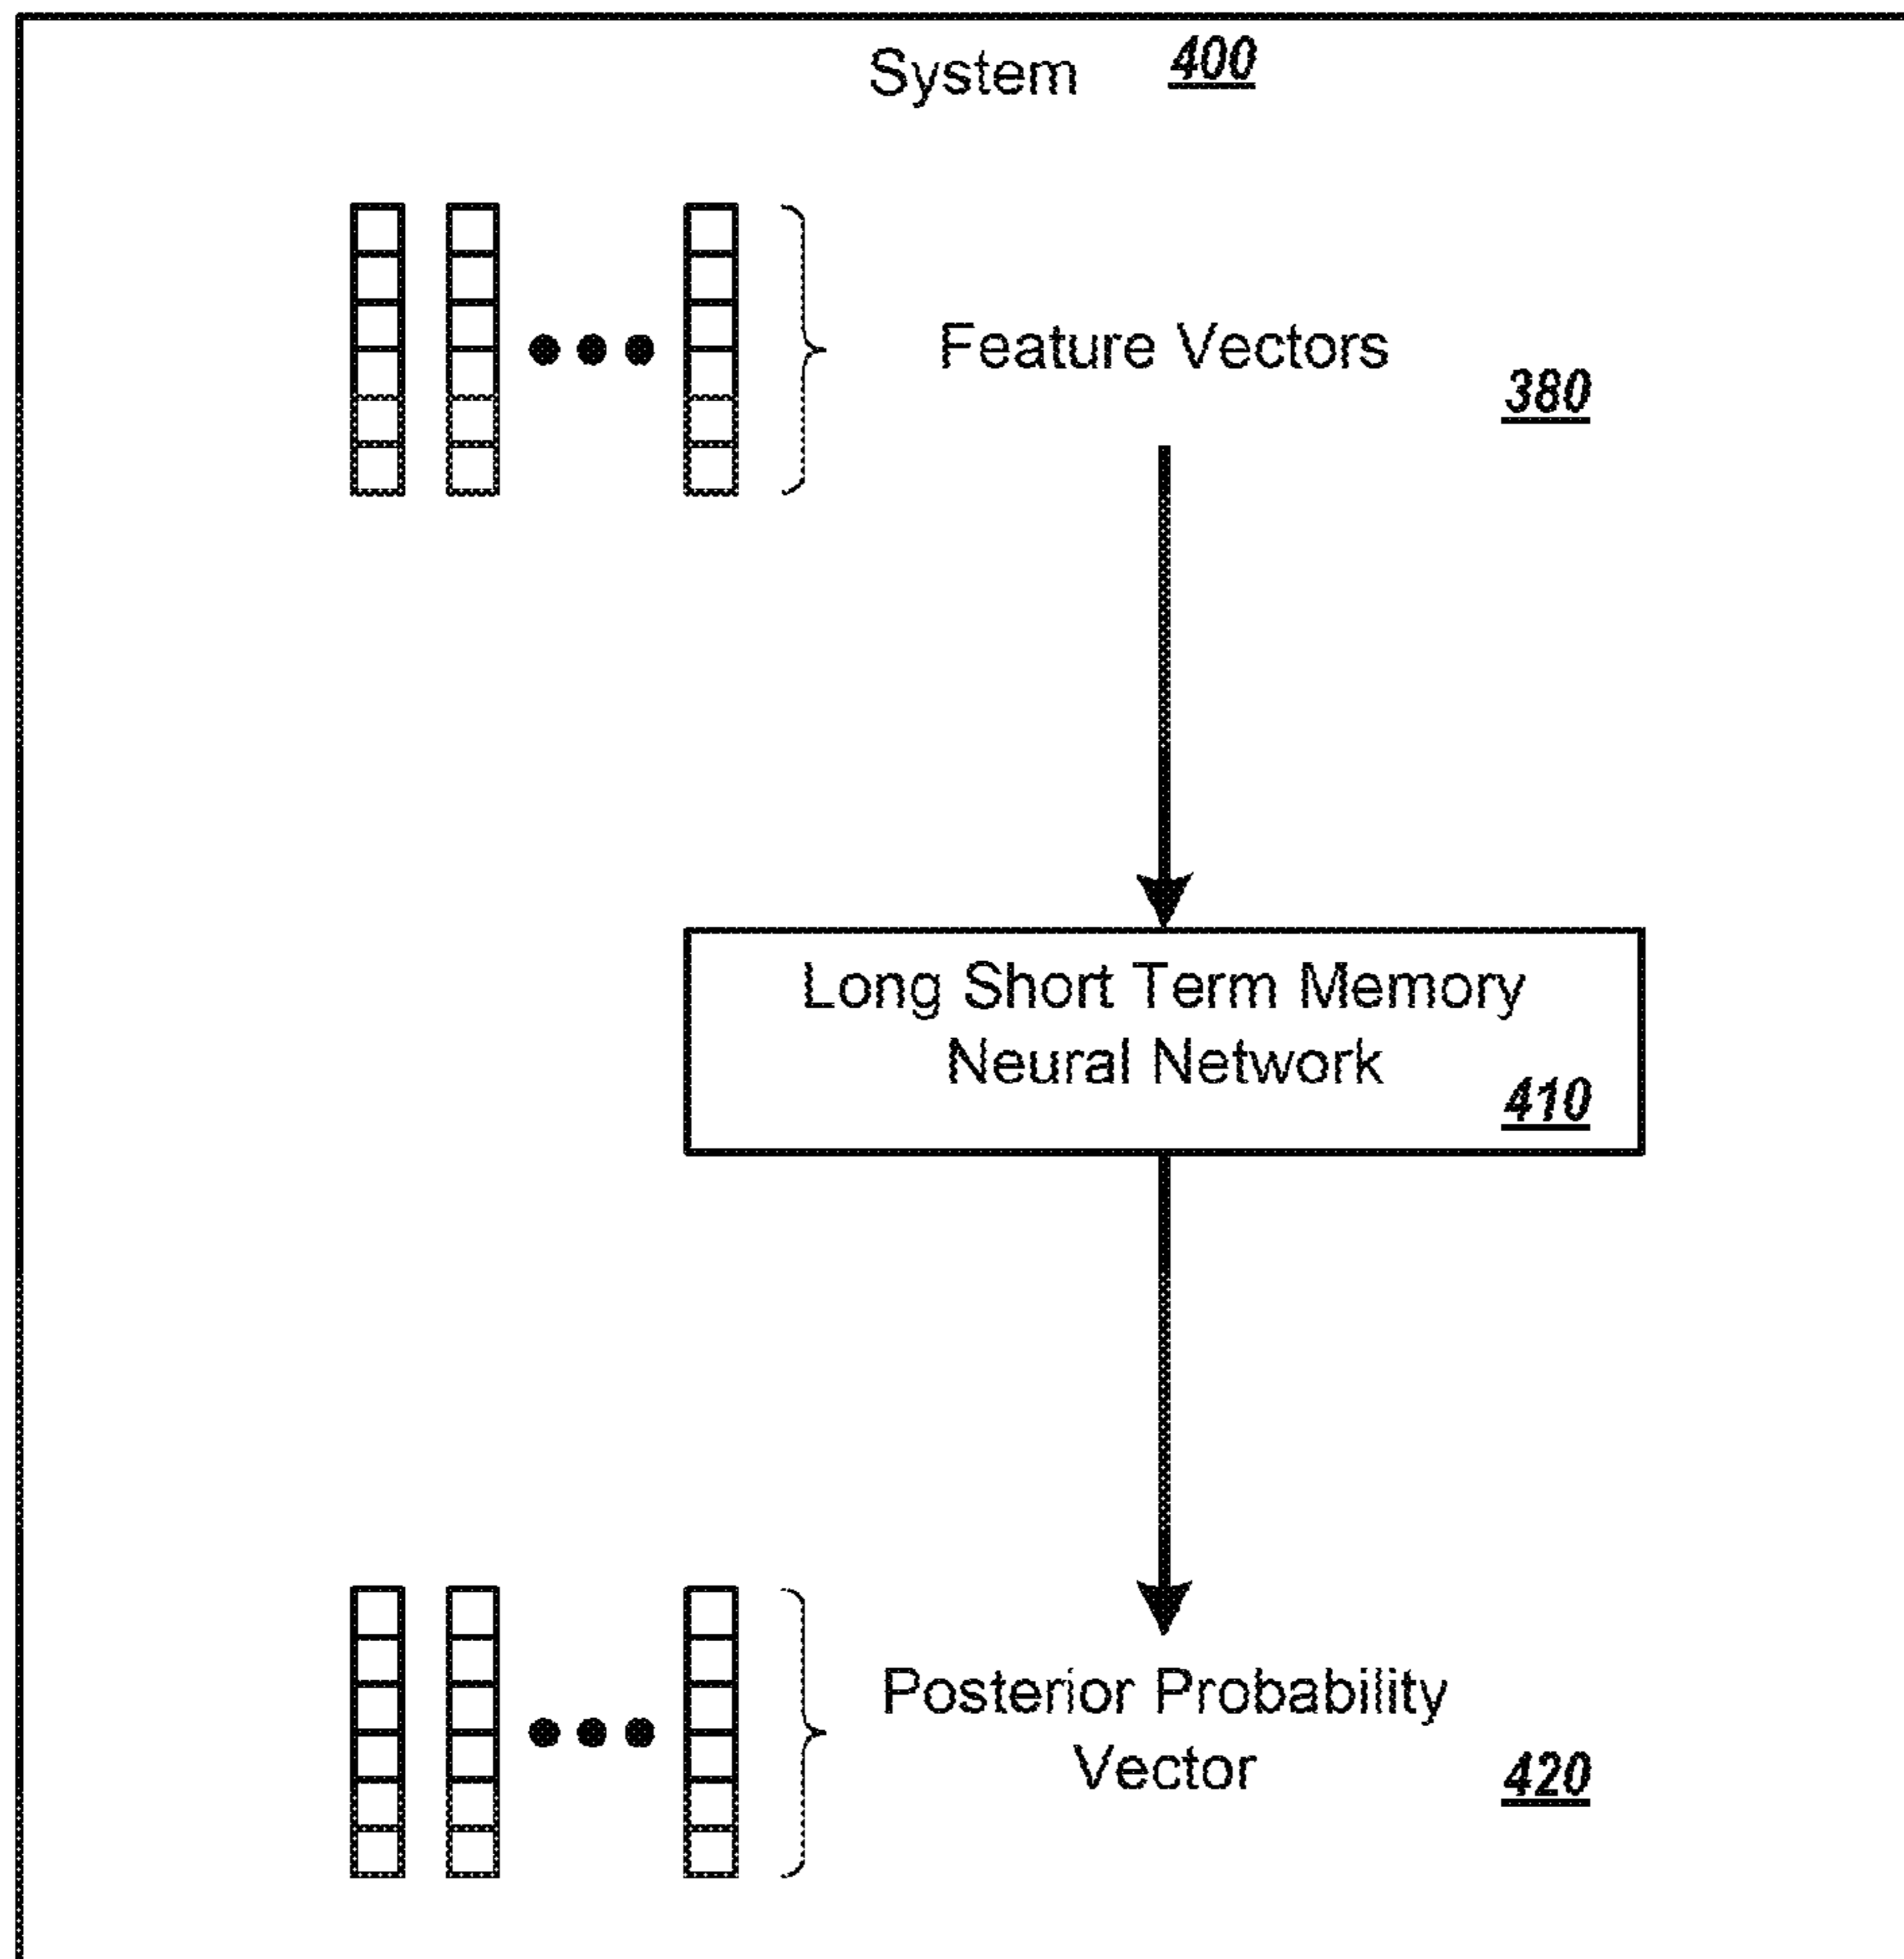 System 400
Feature Vectors
380
Long Short Term Memory
Neural Network
410
Posterior Probability
Vector
420